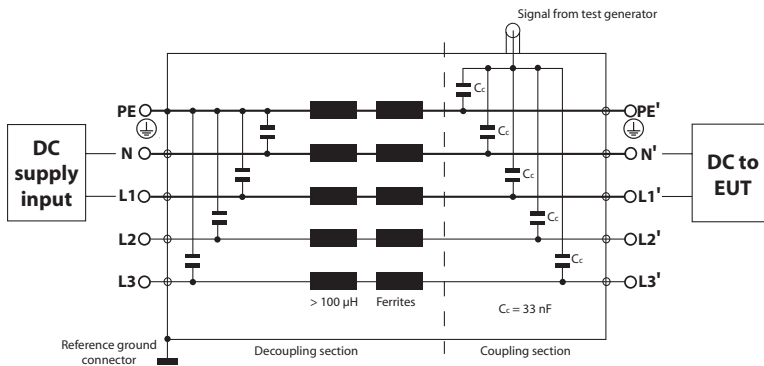 Signal from test generator
Cc
PE
PE'
Cc
DC
supply
input
N
N'
DC to
EUT
Cc
L1
L1'
Cc
L2
L2'
Cc
L3
L3'
> 100 µH
Ferrites
Cc = 33 nF
Reference ground
connector
Decoupling section
Coupling section